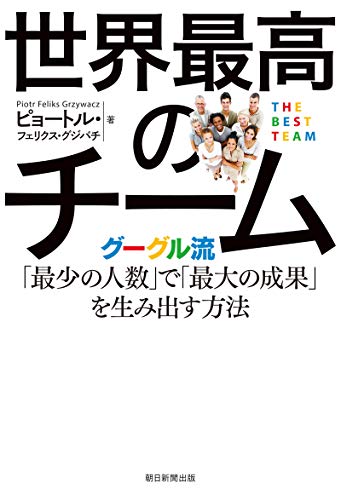 世界最高
Piotr Feliks Grzywacz
ピョートル・
フェリクス・グジバチ 著
の
THE
BEST
TEAM
チーム
グーグル流
「最少の人数」で「最大の成果」
を生み出す方法
朝日新聞出版